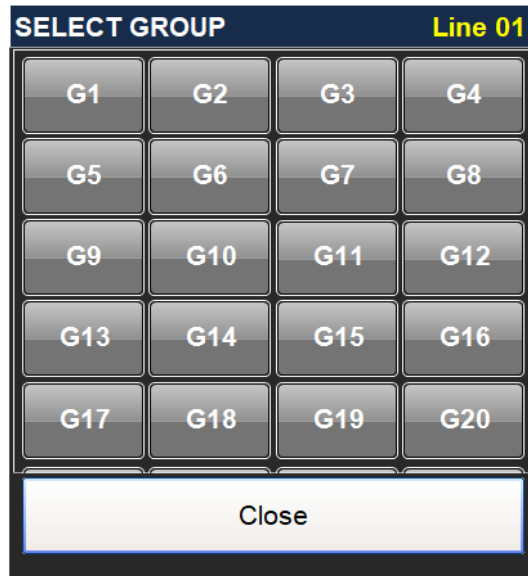 SELECT GROUP Line 01
G1 G2 G3 G4
G5 G6 G7 G8
G9 G10 G11 G12
G13 G14 G15 G16
G17 G18 G19 G20
Close